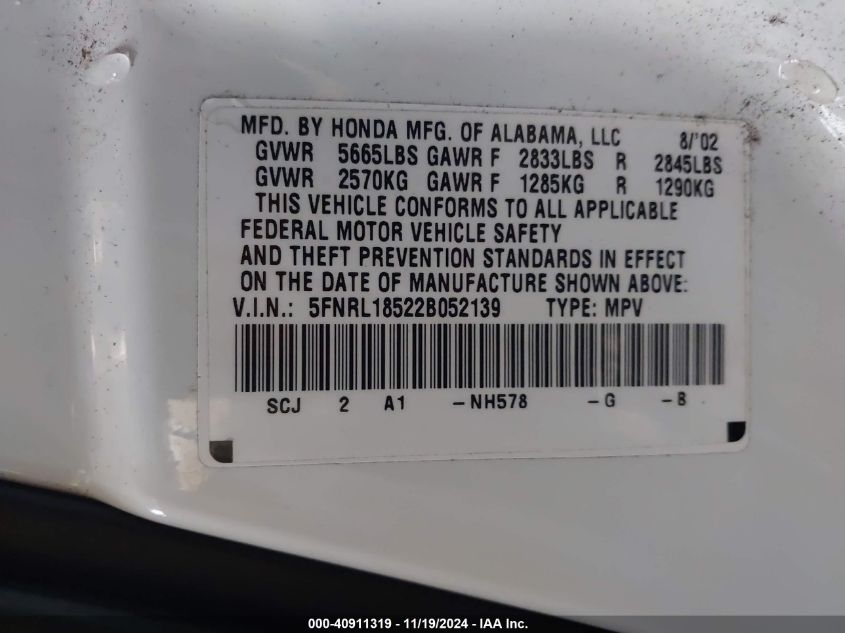 MFD. BY HONDA MFG. OF ALABAMA, LLC 8/'02
GVWR 5665LBS GAWR F 2833LBS R 2845LBS
GVWR 2570KG GAWR F 1285KG R 1290KG
THIS VEHICLE CONFORMS TO ALL APPLICABLE
FEDERAL MOTOR VEHICLE SAFETY
AND THEFT PREVENTION STANDARDS IN EFFECT
ON THE DATE OF MANUFACTURE SHOWN ABOVE:
V.I.N.: 5FNRL18522B052139 TYPE: MPV
SCJ 2 A1 -NH578 -G -B
000-40911319 - 11/19/2024 - IAA Inc.